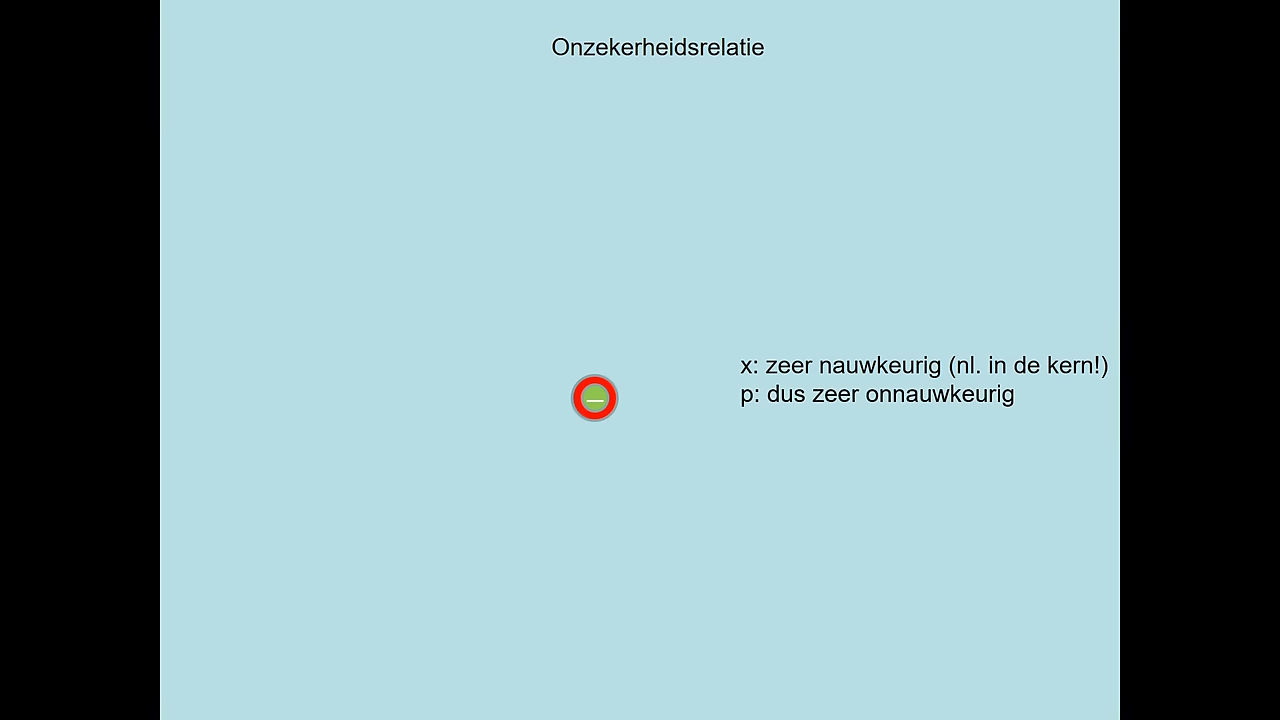 Onzekerheidsrelatie
x: zeer nauwkeurig (nl. in de kern!)
p: dus zeer onnauwkeurig